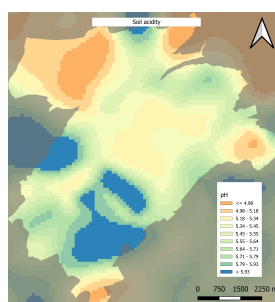 Soil acidity
pH
<= 4.98
4.98 - 5.18
5.18 - 5.34
5.34 - 5.45
5.45 - 5.55
5.55 - 5.64
5.64 - 5.71
5.71 - 5.79
5.79 - 5.93
> 5.93
0 750 1500 2250 m